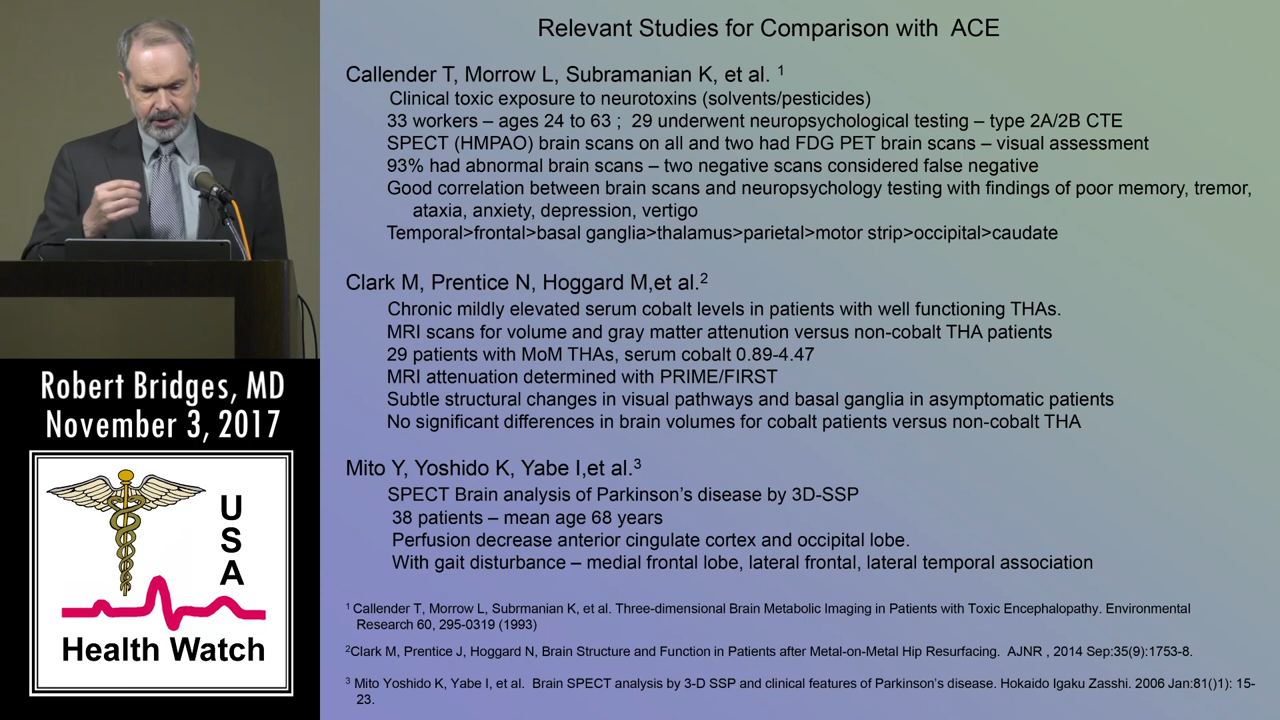 Relevant Studies for Comparison with ACE
Callender T, Morrow L, Subramanian K, et al. 1
Clinical toxic exposure to neurotoxins (solvents/pesticides)
33 workers – ages 24 to 63 ; 29 underwent neuropsychological testing – type 2A/2B CTE
SPECT (HMPAO) brain scans on all and two had FDG PET brain scans – visual assessment
93% had abnormal brain scans – two negative scans considered false negative
Good correlation between brain scans and neuropsychology testing with findings of poor memory, tremor,
ataxia, anxiety, depression, vertigo
Temporal>frontal>basal ganglia>thalamus>parietal>motor strip>occipital>caudate
Clark M, Prentice N, Hoggard M,et al.2
Chronic mildly elevated serum cobalt levels in patients with well functioning THAs.
MRI scans for volume and gray matter attenution versus non-cobalt THA patients
29 patients with MoM THAs, serum cobalt 0.89-4.47
MRI attenuation determined with PRIME/FIRST
Subtle structural changes in visual pathways and basal ganglia in asymptomatic patients
No significant differences in brain volumes for cobalt patients versus non-cobalt THA
Mito Y, Yoshido K, Yabe I,et al.3
SPECT Brain analysis of Parkinson's disease by 3D-SSP
38 patients – mean age 68 years
Perfusion decrease anterior cingulate cortex and occipital lobe.
With gait disturbance – medial frontal lobe, lateral frontal, lateral temporal association
1 Callender T, Morrow L, Subrmanian K, et al. Three-dimensional Brain Metabolic Imaging in Patients with Toxic Encephalopathy. Environmental
Research 60, 295-0319 (1993)
2Clark M, Prentice J, Hoggard N, Brain Structure and Function in Patients after Metal-on-Metal Hip Resurfacing. AJNR , 2014 Sep:35(9):1753-8.
3 Mito Yoshido K, Yabe I, et al. Brain SPECT analysis by 3-D SSP and clinical features of Parkinson's disease. Hokaido Igaku Zasshi. 2006 Jan:81()1): 15-
23.
Robert Bridges, MD
November 3, 2017
U
S
A
Health Watch